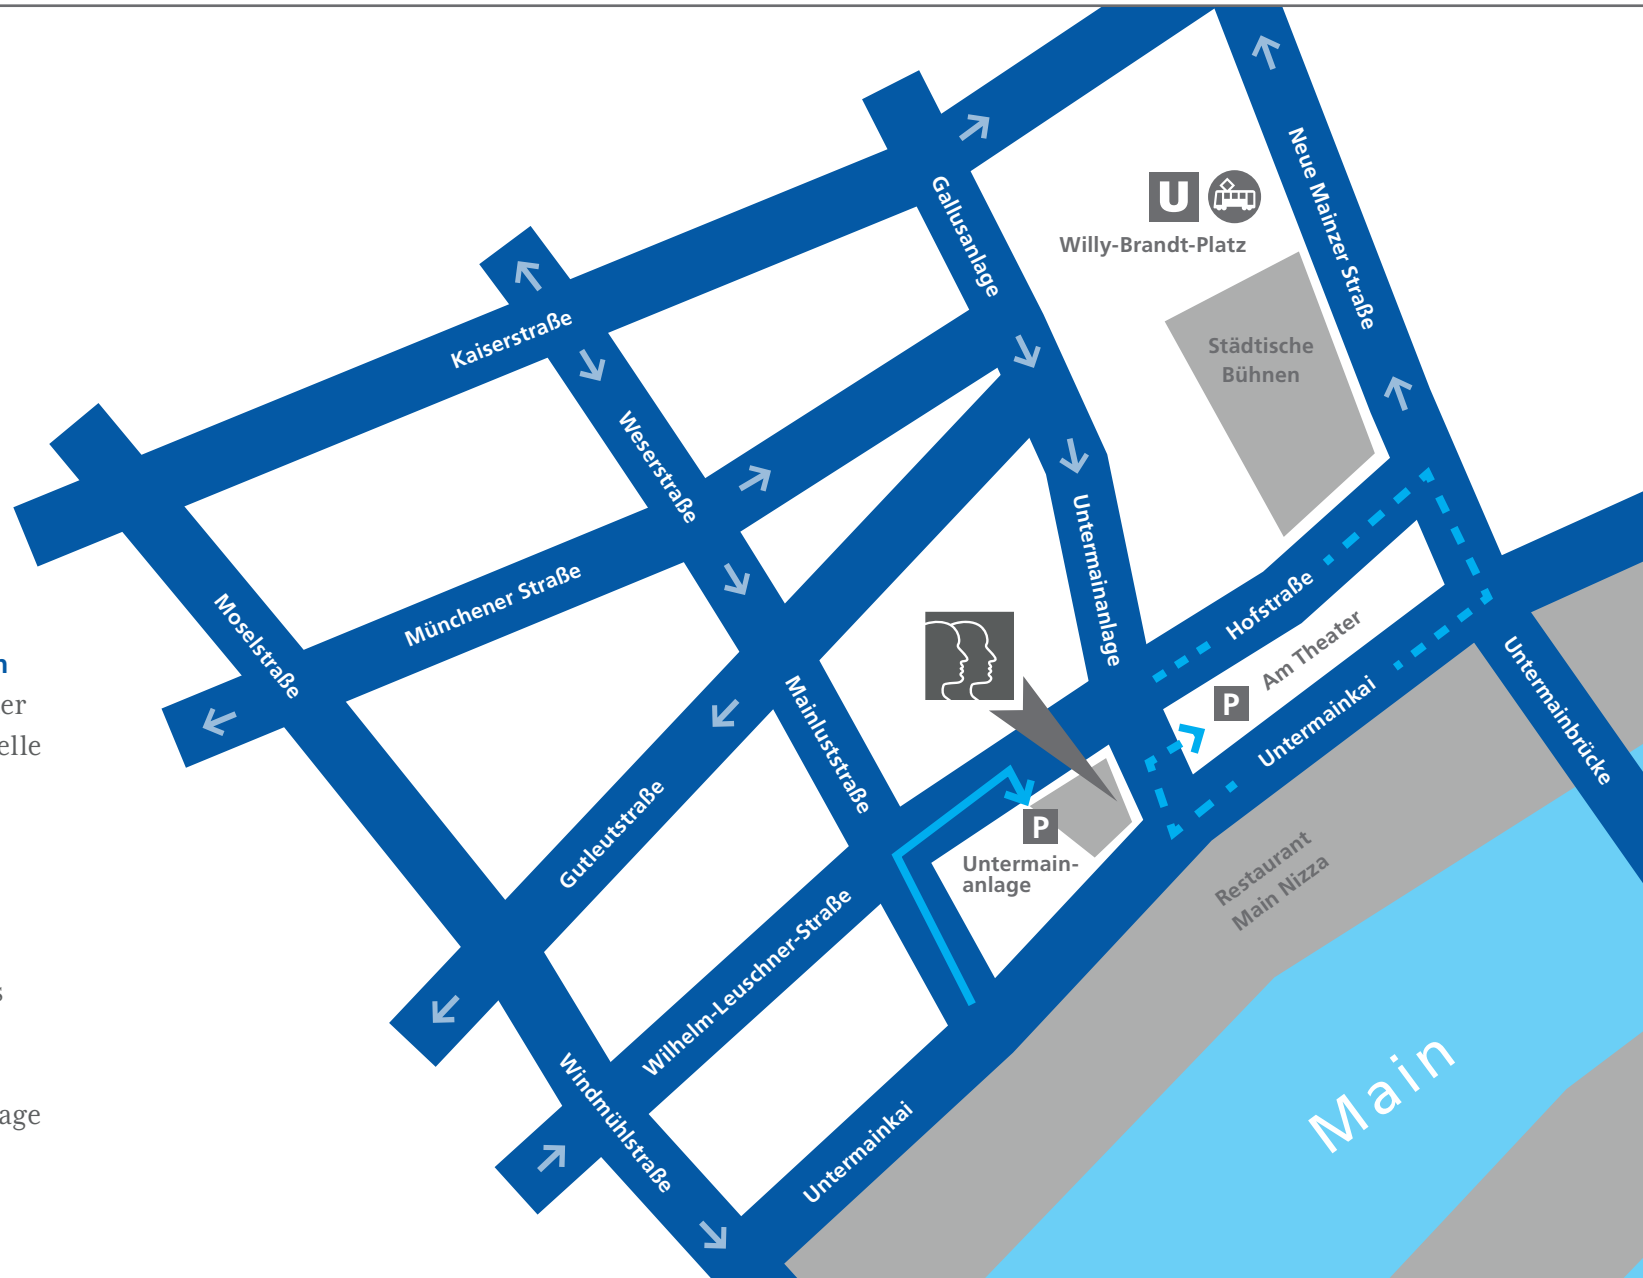 Neue Mainzer Straße
Gallusanlage
U
Willy-Brandt-Platz
Kaiserstraße
Städtische
Bühnen
Weserstraße
Untermainanlage
Münchener Straße
Moselstraße
Hofstraße
Am Theater
P
Untermainkai
Untermainbrücke
n
er
elle
Mainluststraße
Gutleutstraße
P
Untermain-
anlage
Restaurant
Main Nizza
Wilhelm-Leuschner-Straße
s
Windmühlstraße
age
Untermainkai
Main